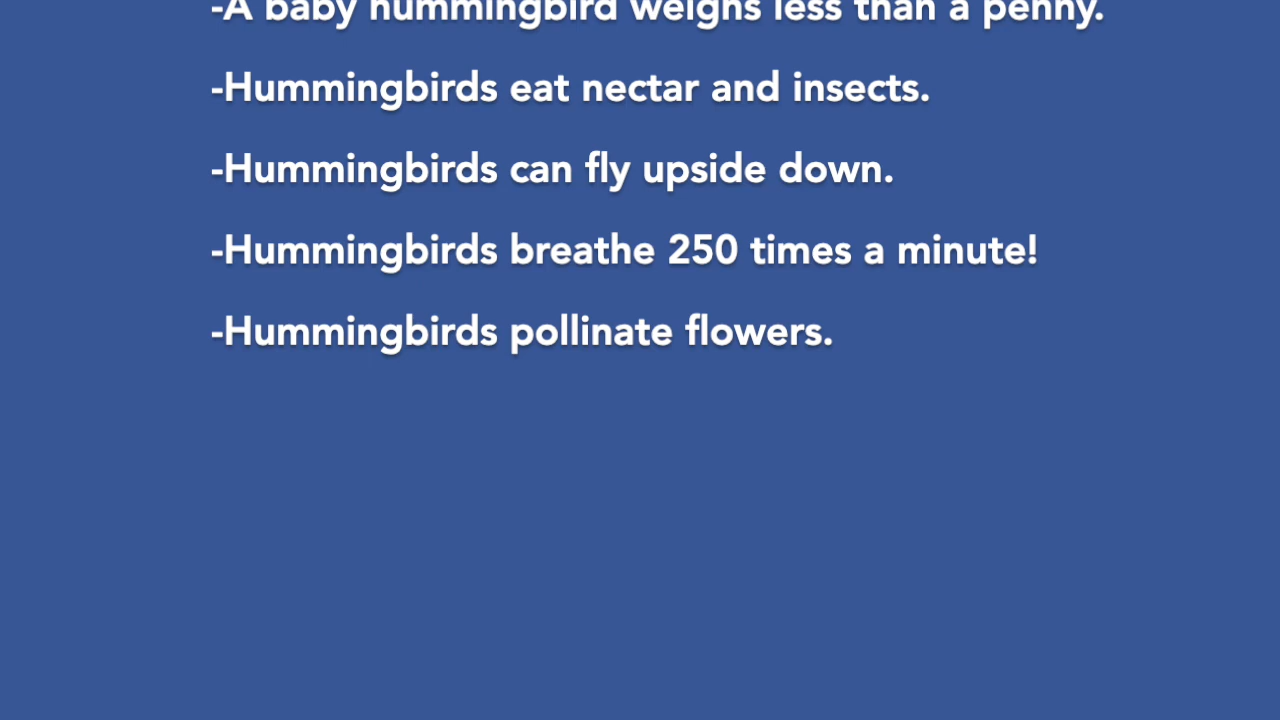 -A baby hummingbird weighs less than a penny.
-Hummingbirds eat nectar and insects.
-Hummingbirds can fly upside down.
-Hummingbirds breathe 250 times a minute!
-Hummingbirds pollinate flowers.